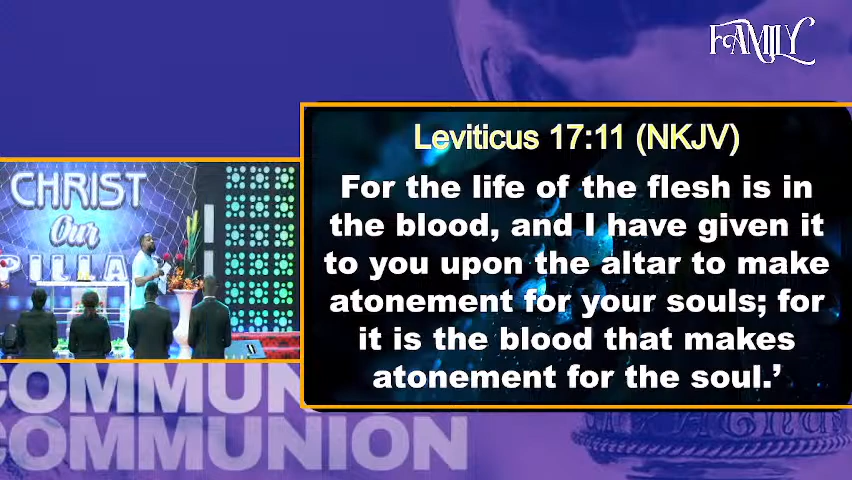 FAMILY
Leviticus 17:11 (NKJV)
For the life of the flesh is in
the blood, and I have given it
to you upon the altar to make
atonement for your souls; for
it is the blood that makes
atonement for the soul.’
CHRIST
Our
PILLA
COMMUN
COMMUNION